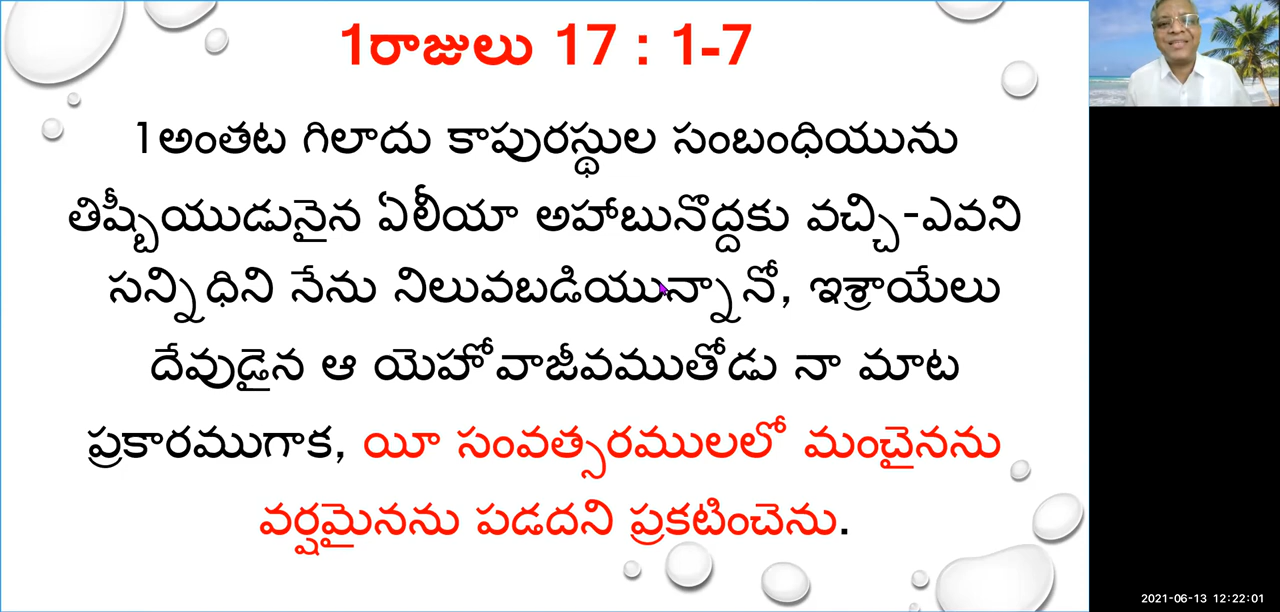 1రాజులు 17 : 1-7
1అంతట గిలాదు కాపురస్థుల సంబంధియును
తిష్బీయుడునైన ఏలీయా అహాబునొద్దకు వచ్చి-ఎవని
సన్నిధిని నేను నిలువబడియున్నానో, ఇశ్రాయేలు
దేవుడైన ఆ యెహోవాజీవముతోడు నా మాట
ప్రకారముగాక, యీ సంవత్సరములలో మంచైనను
వర్షమైనను పడదని ప్రకటించెను.
2021-06-13 12:22:01